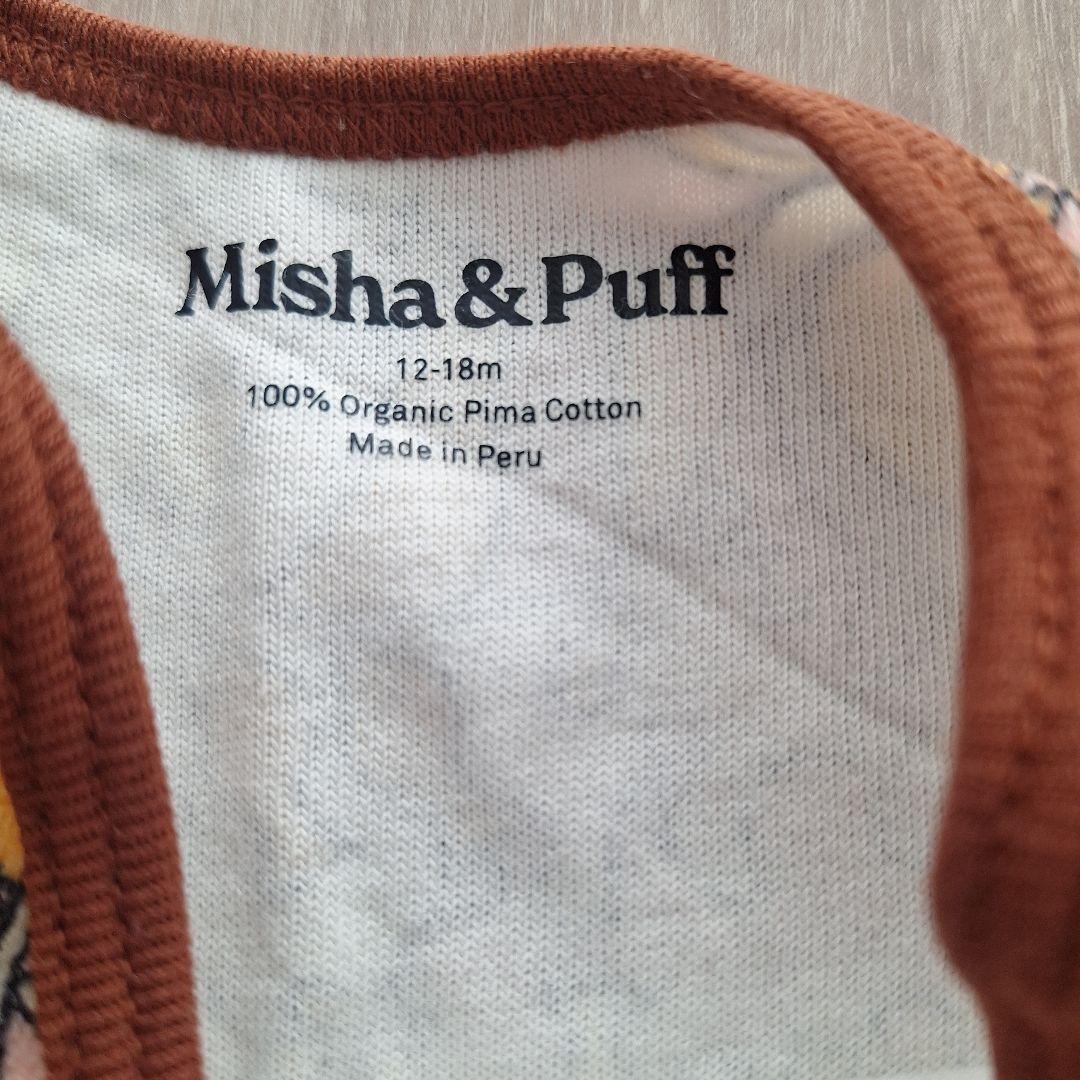 Misha & Puff
12-18m
100% Organic Pima Cotton
Made in Peru